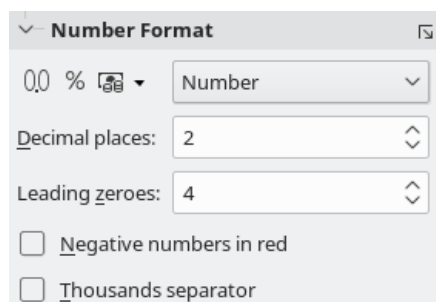 Number Format
0.0 % Number
Decimal places: 2
Leading zeroes: 4
Negative numbers in red
Thousands separator